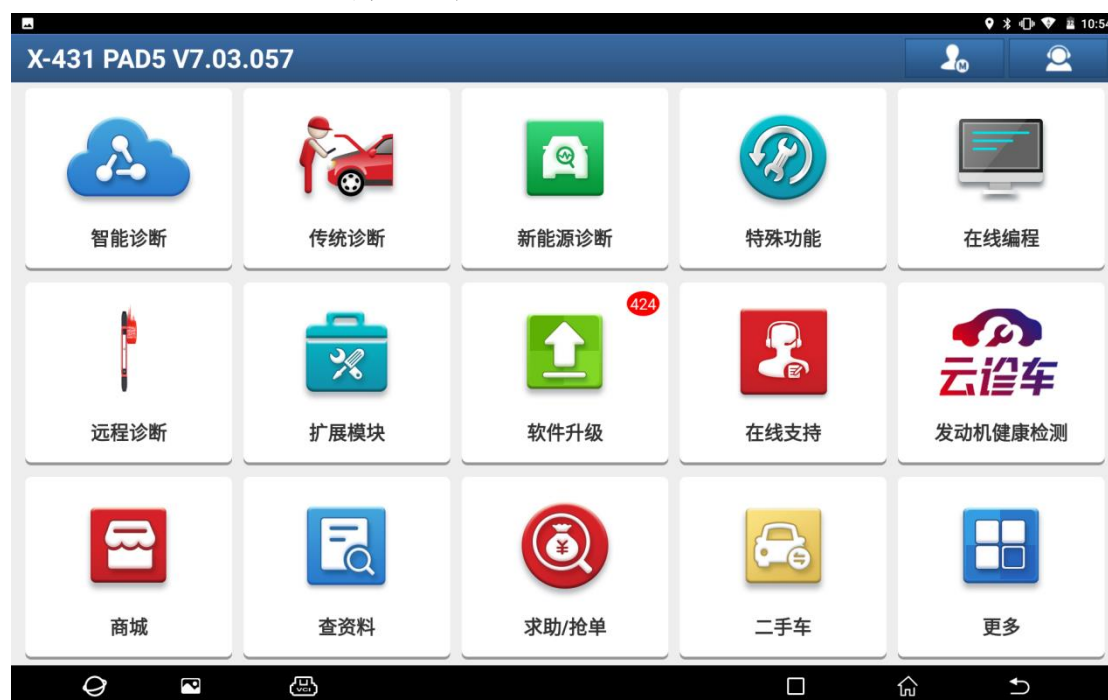 10:54
X-431 PAD5 V7.03.057
智能诊断
传统诊断
新能源诊断
特殊功能
在线编程
424
云诊车
远程诊断
扩展模块
软件升级
在线支持
发动机健康检测
商城
查资料
求助/抢单
二手车
更多
VCI